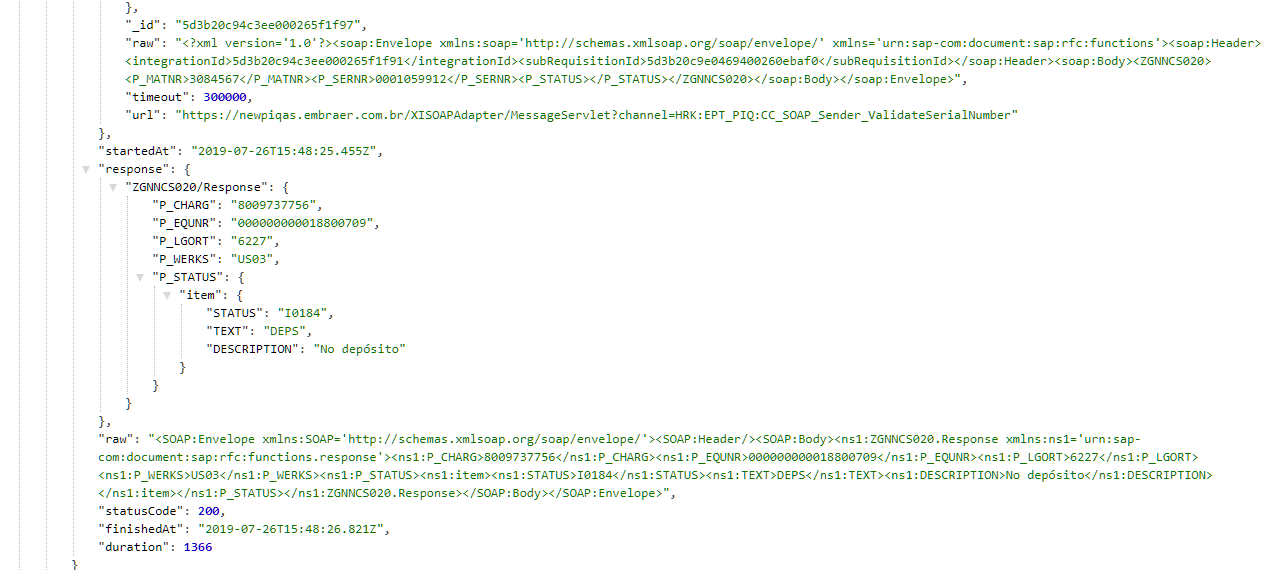 },
"_id": "5d3b20c94c3ee000265f1f97",
"raw": "<?xml version='1.0'?><soap:Envelope xmlns:soap='http://schemas.xmlsoap.org/soap/envelope/' xmlns='urn:sap-com:document:sap:rfc:functions'><soap:Header>
<integrationId>5d3b20c94c3ee000265f1f91</integrationId><subRequisitionId>5d3b20c9e0469400260ebaf0</subRequisitionId></soap:Header><soap:Body><ZGNNCS020>
<P_MATNR>3084567</P_MATNR><P_SERNR>0001059912</P_SERNR><P_STATUS></P_STATUS></ZGNNCS020></soap:Body></soap:Envelope>",
"timeout": 300000,
"url": "https://newpiqas.embraer.com.br/XISOAPAdapter/MessageServlet?channel=HRK:EPT_PIQ:CC_SOAP_Sender_ValidateSerialNumber"
},
"startedAt": "2019-07-26T15:48:25.455Z",
"response": {
"ZGNNCS020/Response": {
"P_CHARG": "8009737756",
"P_EQUNR": "000000000018800709",
"P_LGORT": "6227",
"P_WERKS": "US03",
"P_STATUS": {
"item": {
"STATUS": "I0184",
"TEXT": "DEPS",
"DESCRIPTION": "No depósito"
}
}
}
},
"raw": "<SOAP:Envelope xmlns:SOAP='http://schemas.xmlsoap.org/soap/envelope/'><SOAP:Header/><SOAP:Body><ns1:ZGNNCS020.Response xmlns:ns1='urn:sap-
com:document:sap:rfc:functions.response'><ns1:P_CHARG>8009737756</ns1:P_CHARG><ns1:P_EQUNR>000000000018800709</ns1:P_EQUNR><ns1:P_LGORT>6227</ns1:P_LGORT>
<ns1:P_WERKS>US03</ns1:P_WERKS><ns1:P_STATUS><ns1:item><ns1:STATUS>I0184</ns1:STATUS><ns1:TEXT>DEPS</ns1:TEXT><ns1:DESCRIPTION>No depósito</ns1:DESCRIPTION>
</ns1:item></ns1:P_STATUS></ns1:ZGNNCS020.Response></SOAP:Body></SOAP:Envelope>",
"statusCode": 200,
"finishedAt": "2019-07-26T15:48:26.821Z",
"duration": 1366
}